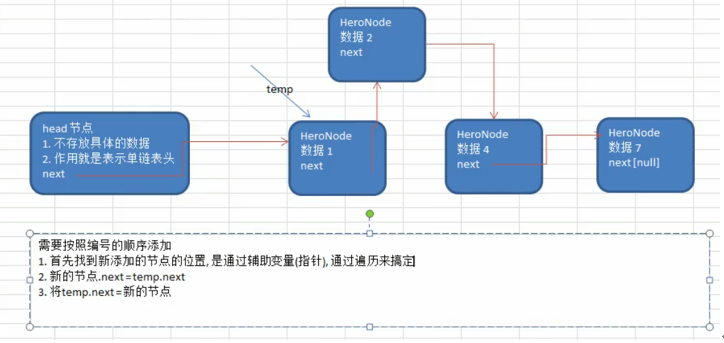 HeroNode
数据 2
next
temp
head 节点
1. 不存放具体的数据
2. 作用就是表示单链表头
next
HeroNode
数据 1
next
HeroNode
数据 4
next
HeroNode
数据 7
next[null]
需要按照编号的顺序添加
1. 首先找到新添加的节点的位置, 是通过辅助变量(指针), 通过遍历来搞定
2. 新的节点.next=temp.next
3. 将temp.next=新的节点